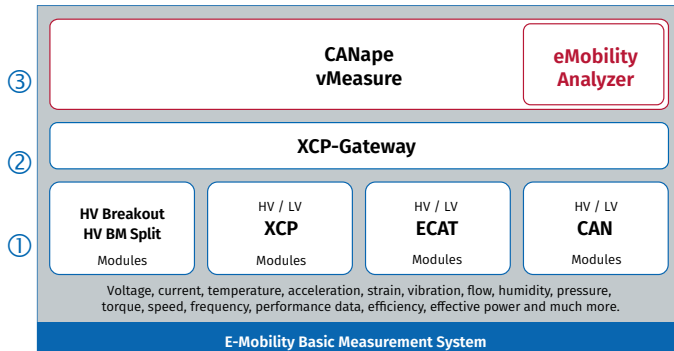 ③
CANape
vMeasure
eMobility
Analyzer
②
XCP-Gateway
①
HV Breakout
HV BM Split
Modules
HV / LV
XCP
Modules
HV / LV
ECAT
Modules
HV / LV
CAN
Modules
Voltage, current, temperature, acceleration, strain, vibration, flow, humidity, pressure,
torque, speed, frequency, performance data, efficiency, effective power and much more.
E-Mobility Basic Measurement System